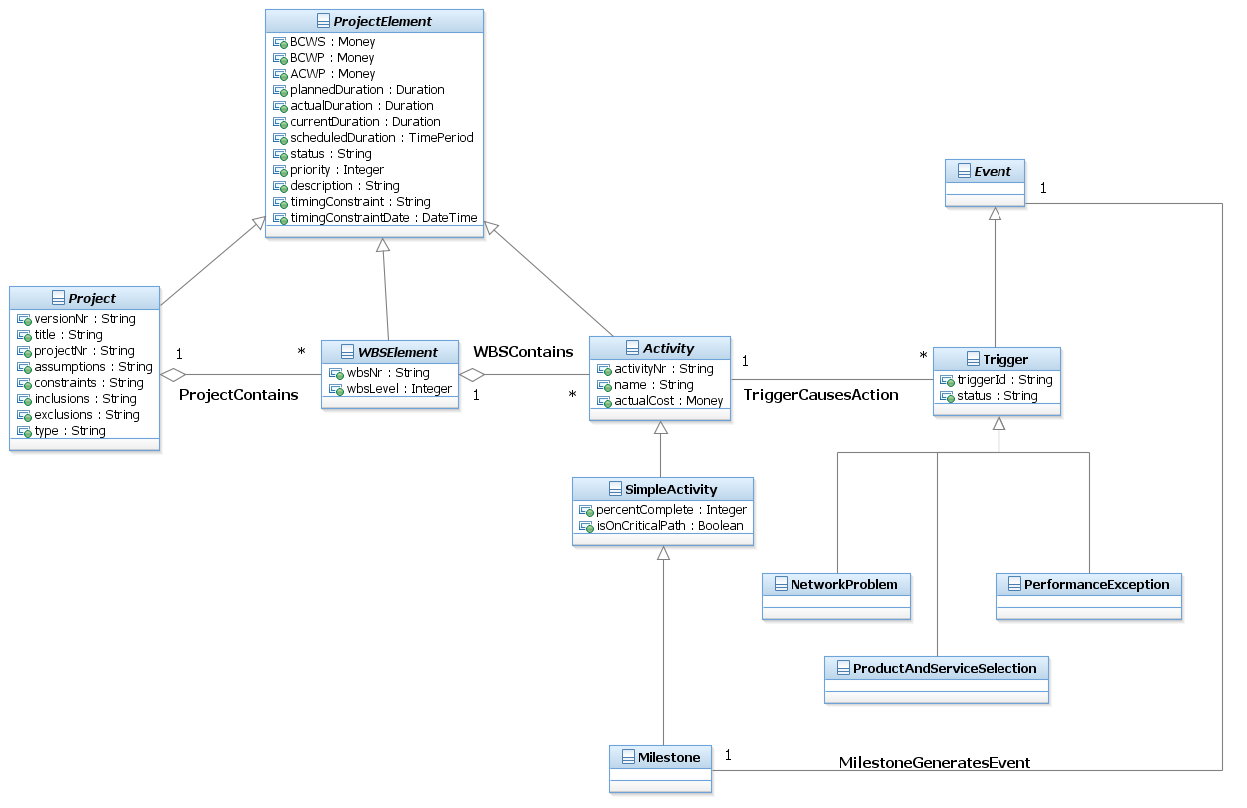 ProjectElement
BCWS : Money
BCWP : Money
ACWP : Money
plannedDuration : Duration
actualDuration : Duration
currentDuration : Duration
scheduledDuration : TimePeriod
status : String
priority : Integer
description : String
timingConstraint : String
timingConstraintDate : DateTime
Event
1
Project
versionNr : String
title : String
projectNr : String
assumptions : String
constraints : String
inclusions : String
exclusions : String
type : String
1
*
ProjectContains
WBSElement
wbsNr : String
wbsLevel : Integer
WBSContains
1
*
Activity
activityNr : String
name : String
actualCost : Money
1
*
TriggerCausesAction
Trigger
triggerId : String
status : String
SimpleActivity
percentComplete : Integer
isOnCriticalPath : Boolean
NetworkProblem
PerformanceException
ProductAndServiceSelection
Milestone
1
MilestoneGeneratesEvent